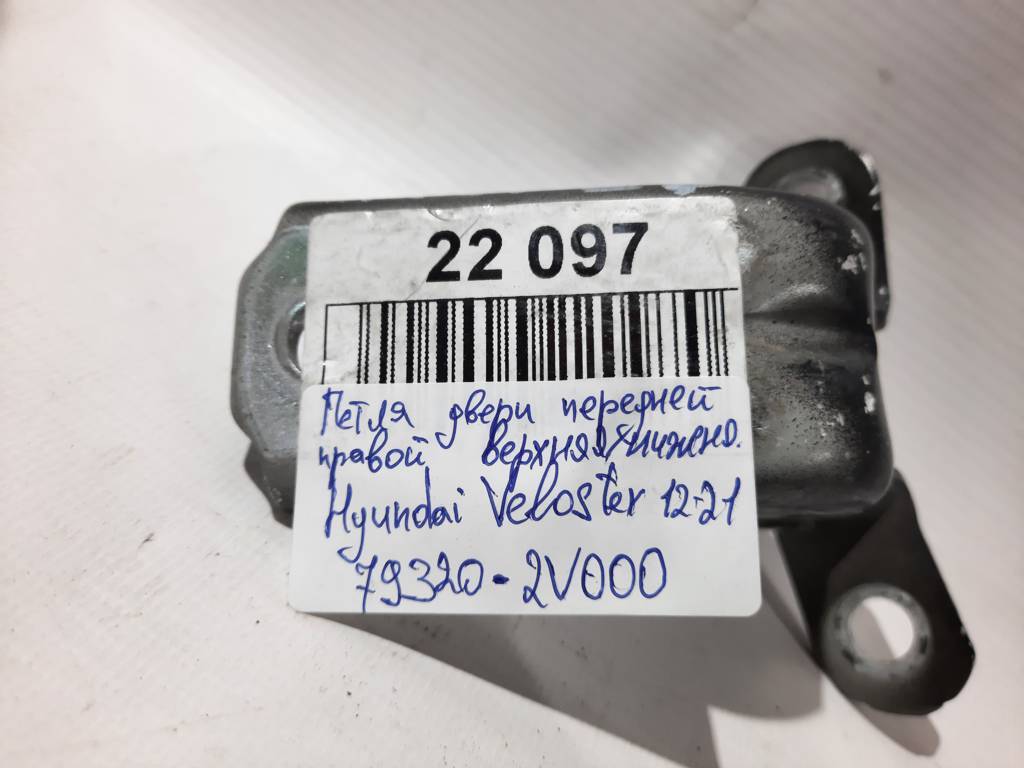 22 097
Петля двери передней
правой верхняя/нижняя.
Hyundai Veloster 12-21
79320-2V000